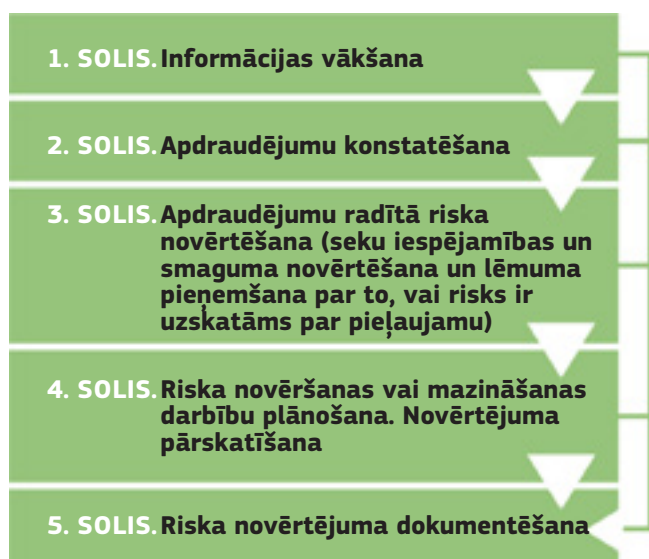 1. SOLIS. Informācijas vākšana
2. SOLIS. Apdraudējumu konstatēšana
3. SOLIS. Apdraudējumu radītā riska
novērtēšana (seku iespējamības un
smaguma novērtēšana un lēmuma
pieņemšana par to, vai risks ir
uzskatāms par pieļaujamu)
4. SOLIS. Riska novēršanas vai mazināšanas
darbību plānošana. Novērtējuma
pārskatīšana
5. SOLIS. Riska novērtējuma dokumentēšana